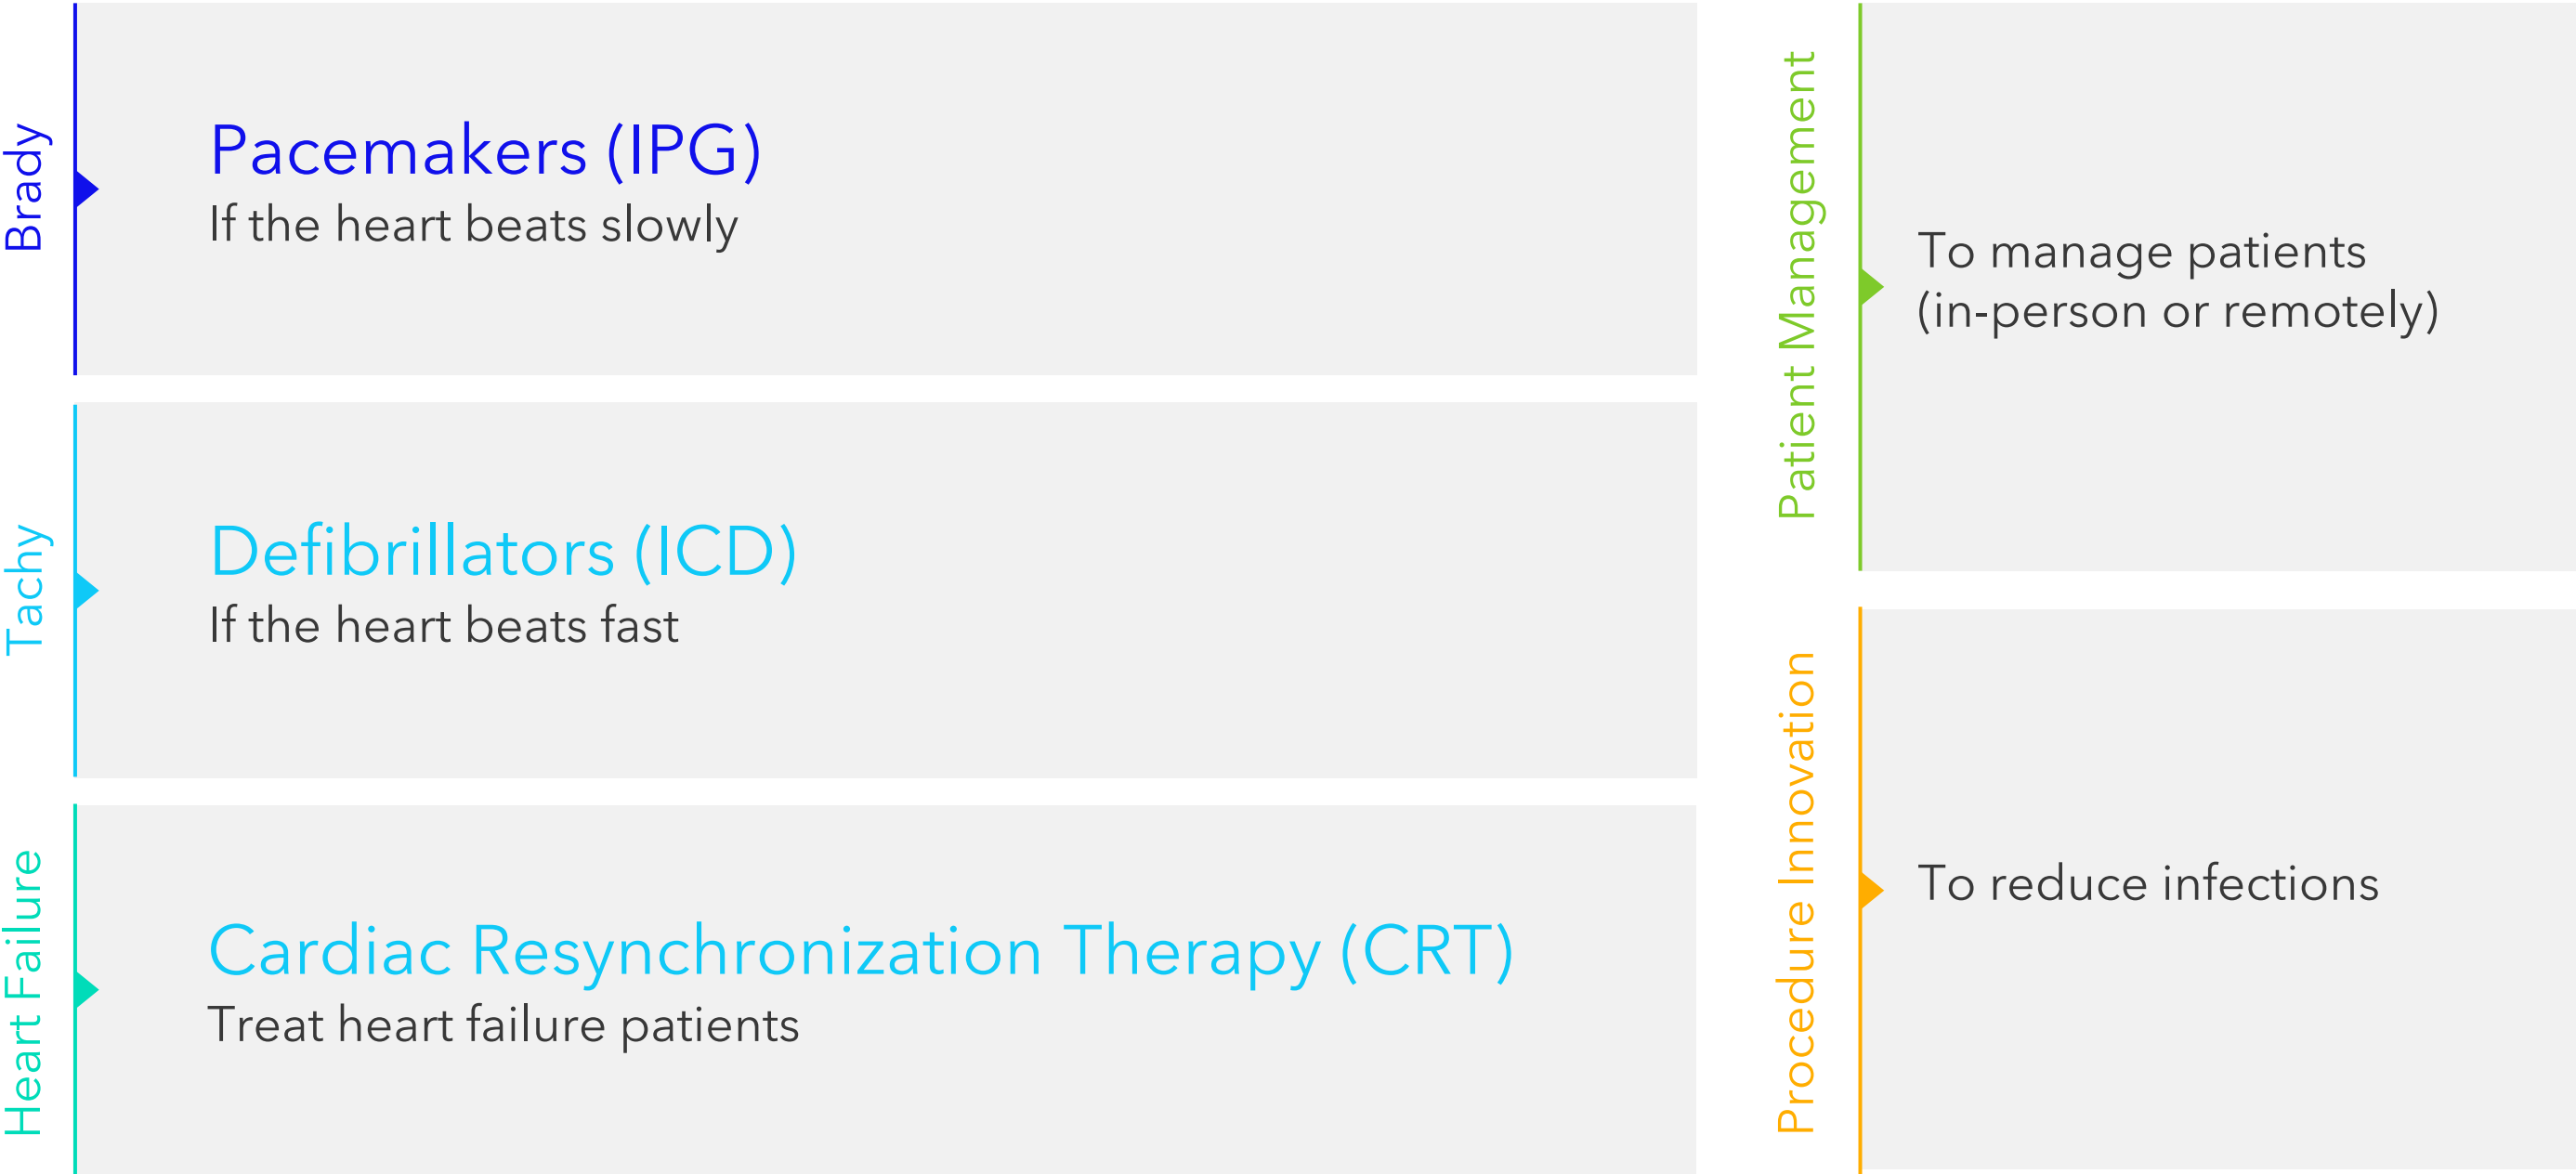 Brady
Pacemakers (IPG)
If the heart beats slowly
Tachy
Defibrillators (ICD)
If the heart beats fast
Heart Failure
Cardiac Resynchronization Therapy (CRT)
Treat heart failure patients
Patient Management
To manage patients
(in-person or remotely)
Procedure Innovation
To reduce infections